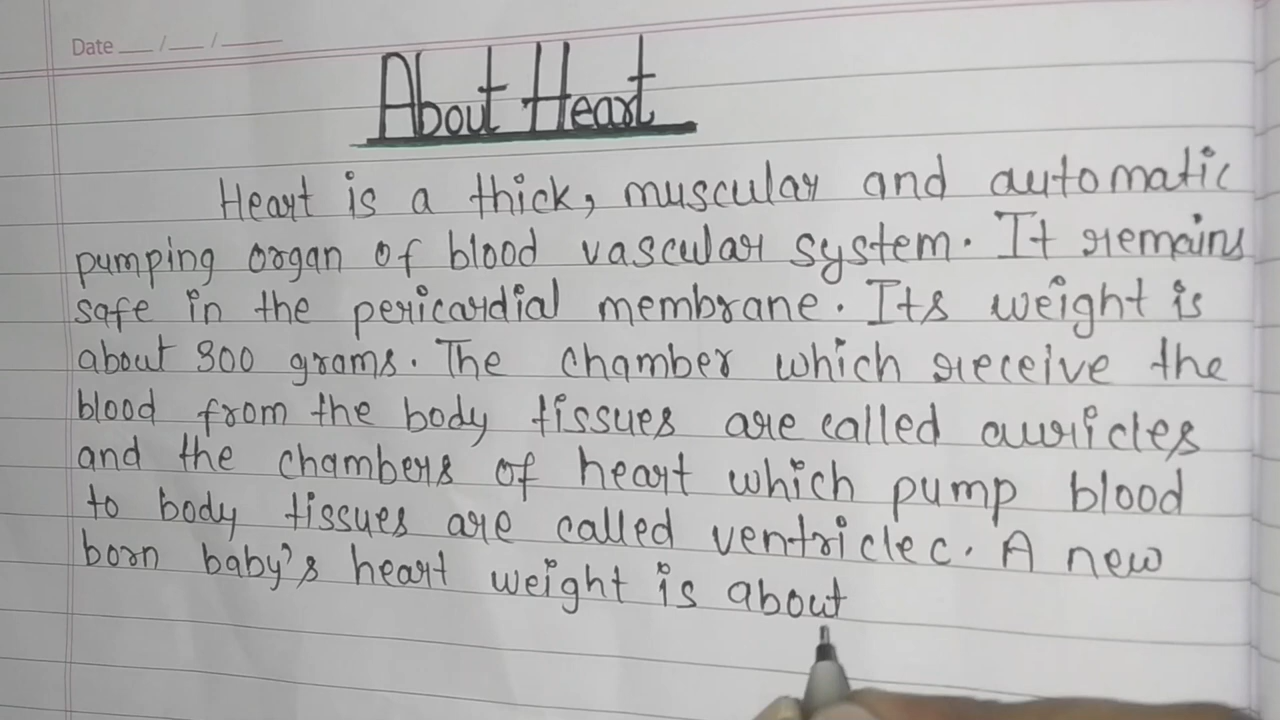 Date __ / __ / ____
About Heart
Heart is a thick, muscular and automatic
pumping organ of blood vascular system. It remains
safe in the pericardial membrane. Its weight is
about 300 grams. The chamber which receive the
blood from the body tissues are called auricles
and the chambers of heart which pump blood
to body tissues are called ventriclec. A new
born baby's heart weight is about